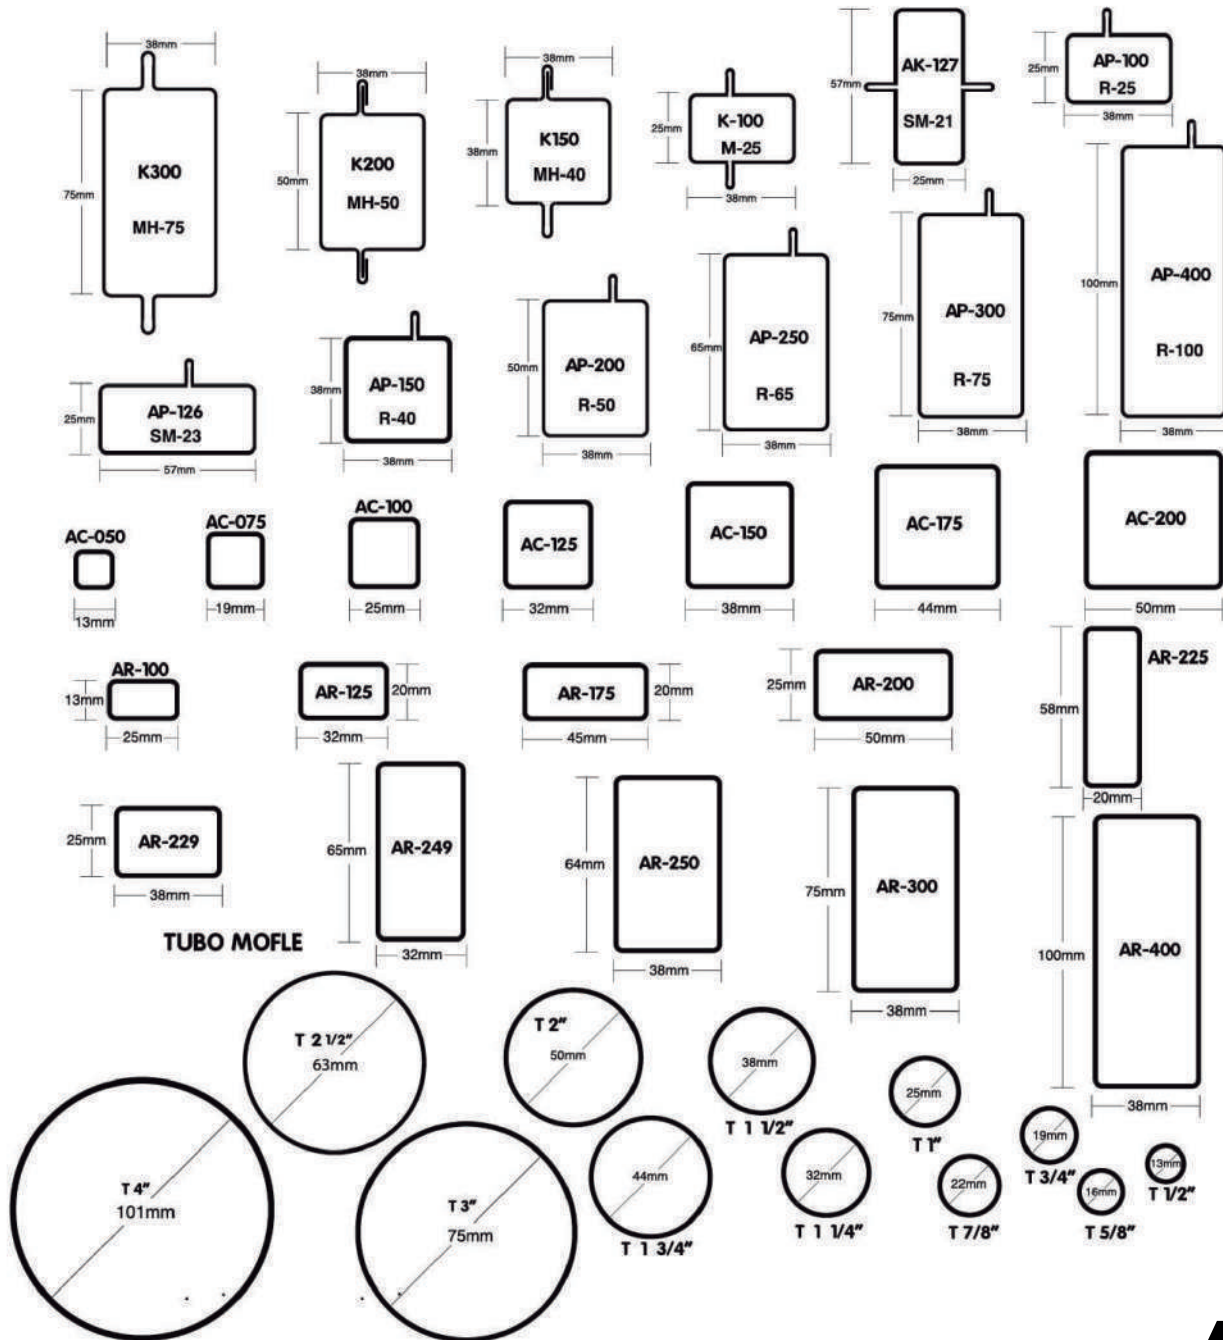 38mm
75mm
K300
MH-75
38mm
50mm
K200
MH-50
38mm
38mm
K150
MH-40
25mm
K-100
M-25
38mm
57mm
AK-127
SM-21
25mm
25mm
AP-100
R-25
38mm
25mm
AP-126
SM-23
57mm
38mm
AP-150
R-40
38mm
50mm
AP-200
R-50
38mm
65mm
AP-250
R-65
38mm
75mm
AP-300
R-75
38mm
100mm
AP-400
R-100
38mm
AC-050
13mm
AC-075
19mm
AC-100
25mm
AC-125
32mm
AC-150
38mm
AC-175
44mm
AC-200
50mm
AR-100
13mm
25mm
AR-125
20mm
32mm
AR-175
20mm
45mm
25mm
AR-200
50mm
AR-225
58mm
20mm
25mm
AR-229
38mm
65mm
AR-249
32mm
64mm
AR-250
38mm
75mm
AR-300
38mm
100mm
AR-400
38mm
TUBO MOFLE
T 4"
101mm
T 2 1/2"
63mm
T 3"
75mm
T 2"
50mm
44mm
T 1 3/4"
38mm
T 1 1/2"
32mm
T 1 1/4"
25mm
T 1"
22mm
T 7/8"
19mm
T 3/4"
16mm
T 5/8"
13mm
T 1/2"